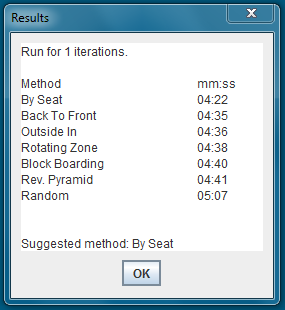 Results
Run for 1 iterations.
Method mm:ss
By Seat 04:22
Back To Front 04:35
Outside In 04:36
Rotating Zone 04:38
Block Boarding 04:40
Rev. Pyramid 04:41
Random 05:07
Suggested method: By Seat
OK